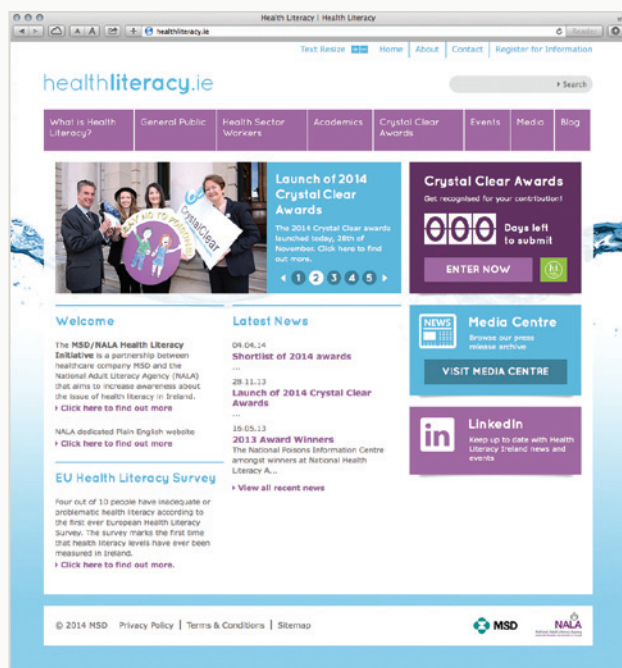 Health Literacy | Health Literacy
A A
+
healthliteracy.ie
Reader
Text Resize Home About Contact Register for Information
healthliteracy.ie
Search
What is Health
Literacy?
General Public
Health Sector
Workers
Academics
Crystal Clear
Awards
Events
Media
Blog
SAY NO TO POISONS!
CrystalClear
Launch of 2014
Crystal Clear
Awards
The 2014 Crystal Clear awards
launched today, 28th of
November. Click here to find
out more.
1 2 3 4 5
Crystal Clear Awards
Get recognised for your contribution!
000 Days left
to submit
ENTER NOW
Welcome
The MSD/NALA Health Literacy
Initiative is a partnership between
healthcare company MSD and the
National Adult Literacy Agency (NALA)
that aims to increase awareness about
the issue of health literacy in Ireland.
Click here to find out more
NALA dedicated Plain English website
Click here to find out more
EU Health Literacy Survey
Four out of 10 people have inadequate or
problematic health literacy according to
the first ever European Health Literacy
Survey. The survey marks the first time
that health literacy levels have ever been
measured in Ireland.
Click here to find out more.
Latest News
04.04.14
Shortlist of 2014 awards
...
28.11.13
Launch of 2014 Crystal Clear
Awards
...
16.05.13
2013 Award Winners
The National Poisons Information Centre
amongst winners at National Health
Literacy A...
View all recent news
NEWS
Media Centre
Browse our press
release archive
VISIT MEDIA CENTRE
in
LinkedIn
Keep up to date with Health
Literacy Ireland news and
events
© 2014 MSD Privacy Policy | Terms & Conditions | Sitemap
MSD
NALA